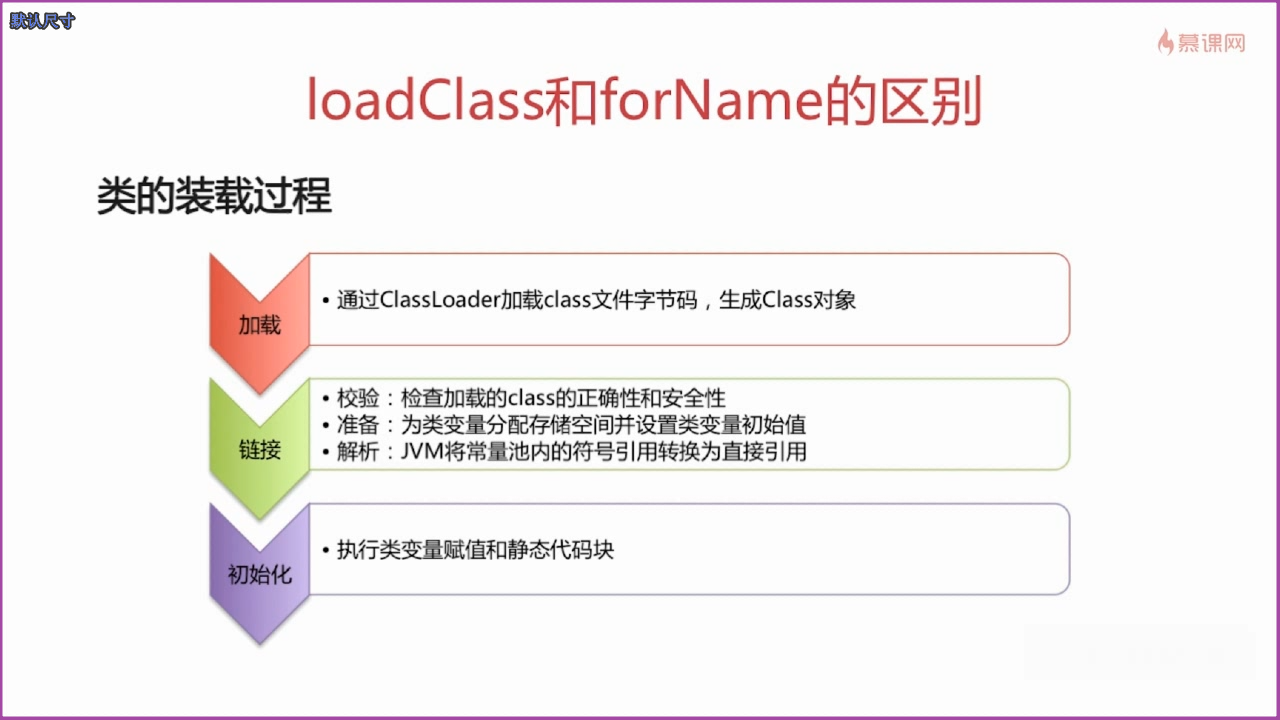 默认尺寸
慕课网
loadClass和forName的区别
类的装载过程
加载
• 通过ClassLoader加载class文件字节码，生成Class对象
链接
• 校验：检查加载的class的正确性和安全性
• 准备：为类变量分配存储空间并设置类变量初始值
• 解析：JVM将常量池内的符号引用转换为直接引用
初始化
• 执行类变量赋值和静态代码块